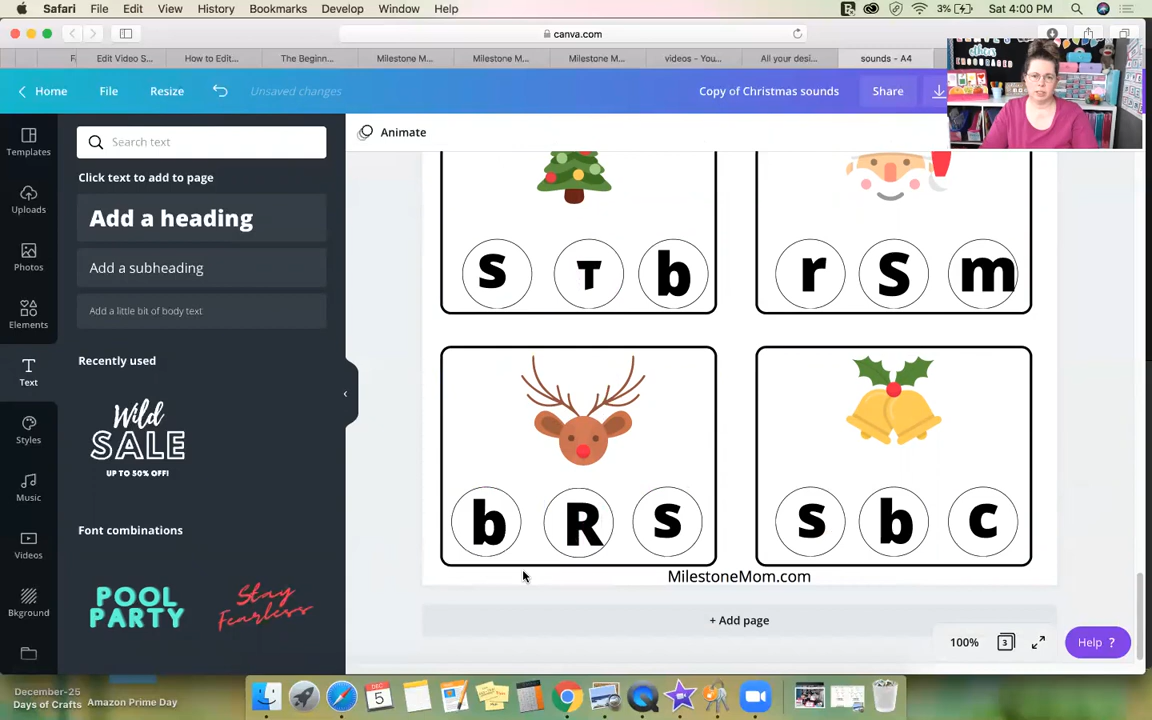 Safari File Edit View History Bookmarks Develop Window Help 3% Sat 4:00 PM
canva.com
Edit Video S... How to Edit... The Beginn... Milestone M... Milestone M... Milestone M... videos - You... All your desi... sounds - A4
Home File Resize Unsaved changes Copy of Christmas sounds Share
Templates
Uploads
Photos
Elements
Text
Styles
Music
Videos
Bkground
Search text
Click text to add to page
Add a heading
Add a subheading
Add a little bit of body text
Recently used
Wild
SALE
UP TO 50% OFF!
Font combinations
POOL
PARTY
Stay
Fearless
Animate
s T b
r S m
b R s
s b c
MilestoneMom.com
+ Add page
100% 3 Help ?
December-25
Days of Crafts
Amazon Prime Day
DEC
5